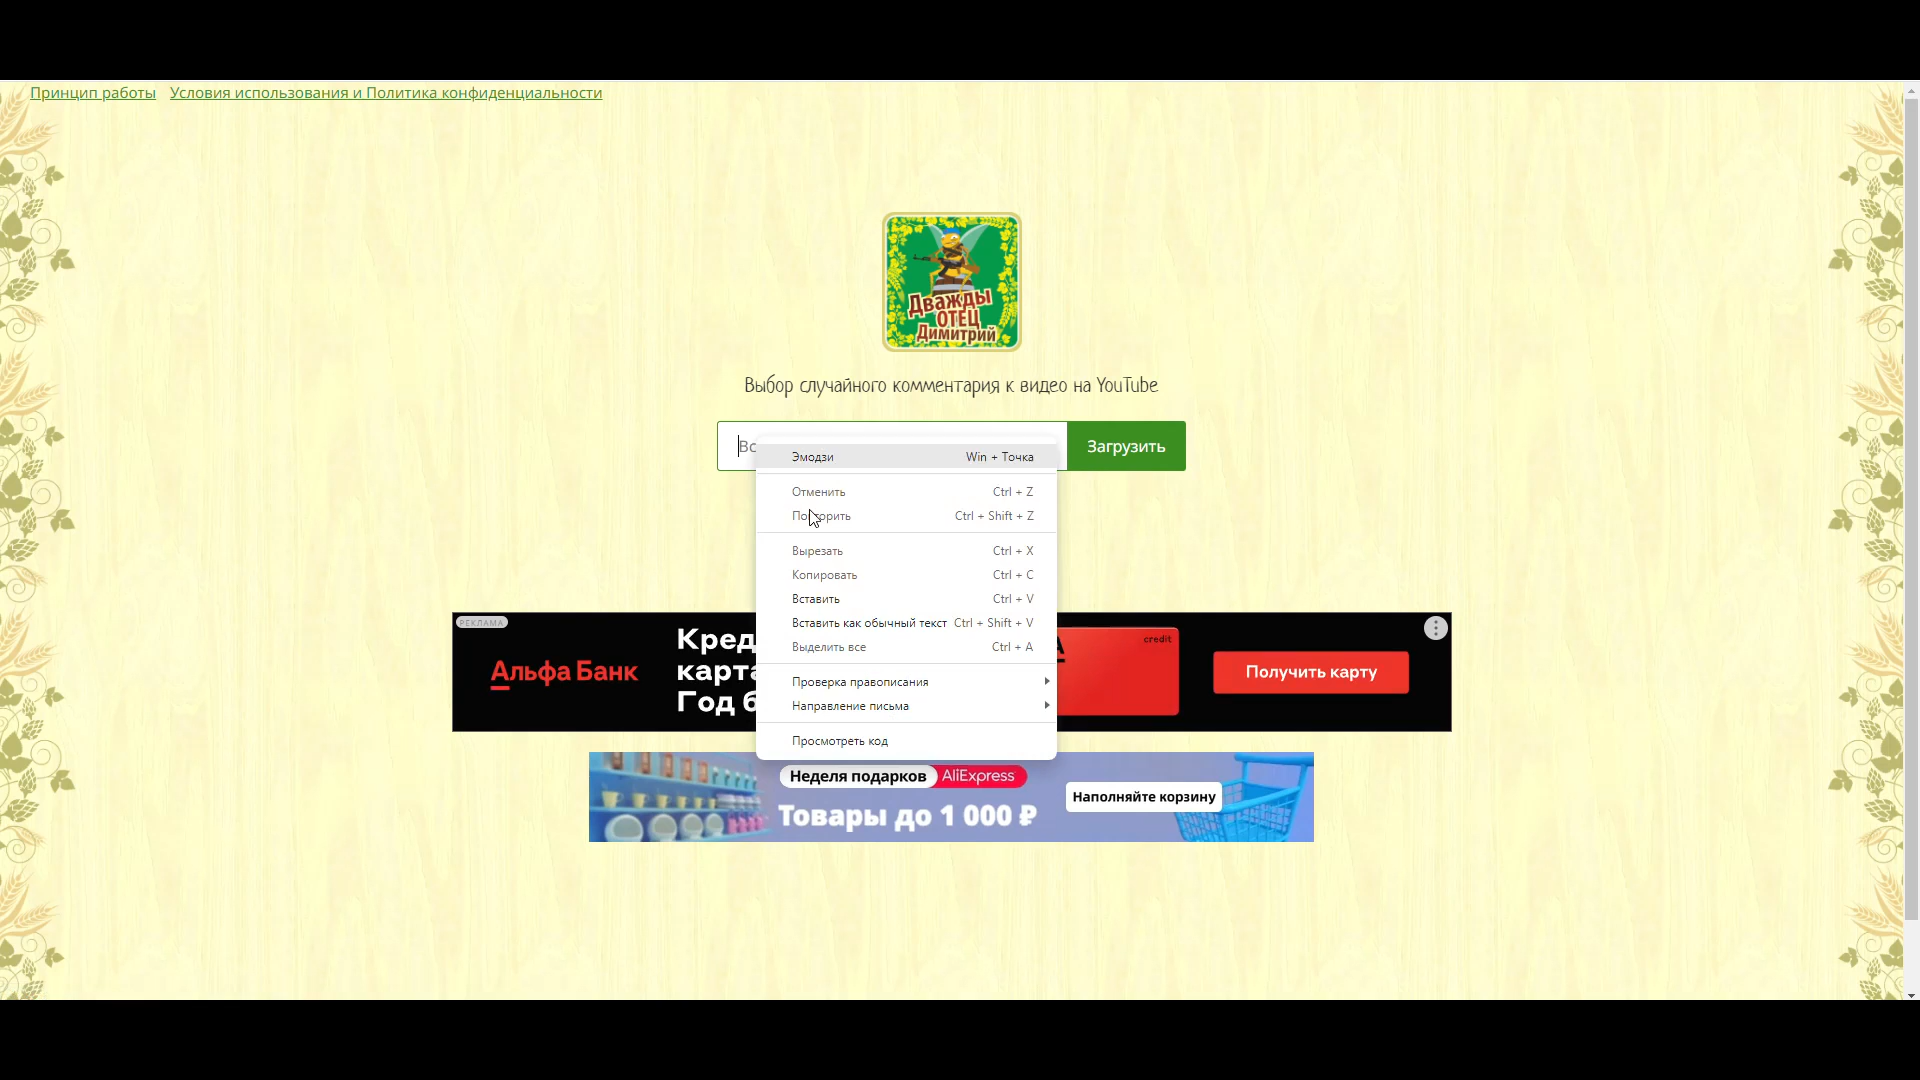 Принцип работы Условия использования и Политика конфиденциальности
Дважды
ОТЕЦ
Димитрий
Выбор случайного комментария к видео на YouTube
Загрузить
Эмодзи Win + Точка
Отменить Ctrl + Z
Повторить Ctrl + Shift + Z
Вырезать Ctrl + X
Копировать Ctrl + C
Вставить Ctrl + V
Вставить как обычный текст Ctrl + Shift + V
Выделить все Ctrl + A
Проверка правописания
Направление письма
Просмотреть код
РЕКЛАМА
Альфа Банк
credit
Получить карту
Неделя подарков AliExpress
Товары до 1 000 ₽
Наполняйте корзину